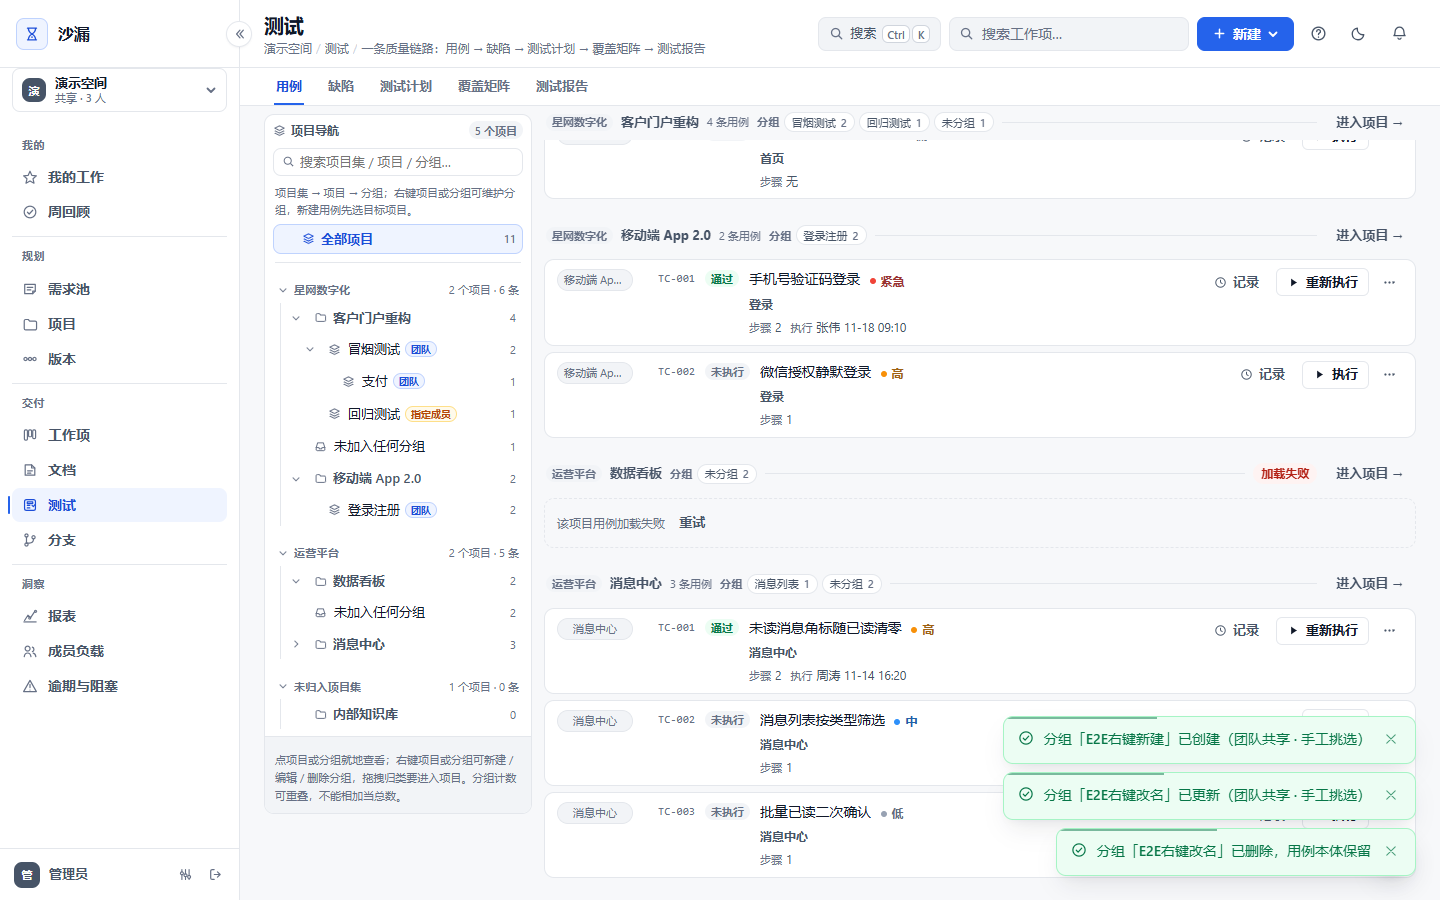 沙漏
测试
演示空间 / 测试 / 一条质量链路：用例 → 缺陷 → 测试计划 → 覆盖矩阵 → 测试报告
搜索 Ctrl K
搜索工作项...
新建
演 演示空间
共享 · 3 人
我的
我的工作
周回顾
规划
需求池
项目
版本
交付
工作项
文档
测试
分支
洞察
报表
成员负载
逾期与阻塞
管 管理员
用例 缺陷 测试计划 覆盖矩阵 测试报告
项目导航 5 个项目
搜索项目集 / 项目 / 分组...
项目集 → 项目 → 分组；右键项目或分组可维护分
组，新建用例先选目标项目。
全部项目 11
星网数字化 2 个项目 · 6 条
客户门户重构 4
冒烟测试 团队 2
支付 团队 1
回归测试 指定成员 1
未加入任何分组 1
移动端 App 2.0 2
登录注册 团队 2
运营平台 2 个项目 · 5 条
数据看板 2
未加入任何分组 2
消息中心 3
未归入项目集 1 个项目 · 0 条
内部知识库 0
点项目或分组就地查看；右键项目或分组可新建 /
编辑 / 删除分组，拖拽归类要进入项目。分组计数
可重叠，不能相加当总数。
星网数字化 客户门户重构 4 条用例 分组 冒烟测试 2 回归测试 1 未分组 1 进入项目 →
首页
步骤 无
星网数字化 移动端 App 2.0 2 条用例 分组 登录注册 2 进入项目 →
移动端 Ap... TC-001 通过 手机号验证码登录 紧急 记录 重新执行
登录
步骤 2 执行 张伟 11-18 09:10
移动端 Ap... TC-002 未执行 微信授权静默登录 高 记录 执行
登录
步骤 1
运营平台 数据看板 分组 未分组 2 加载失败 进入项目 →
该项目用例加载失败 重试
运营平台 消息中心 3 条用例 分组 消息列表 1 未分组 2 进入项目 →
消息中心 TC-001 通过 未读消息角标随已读清零 高 记录 重新执行
消息中心
步骤 2 执行 周涛 11-14 16:20
消息中心 TC-002 未执行 消息列表按类型筛选 中
消息中心
步骤 1
消息中心 TC-003 未执行 批量已读二次确认 低
消息中心
步骤 1
分组「E2E右键新建」已创建（团队共享 · 手工挑选）
分组「E2E右键改名」已更新（团队共享 · 手工挑选）
分组「E2E右键改名」已删除，用例本体保留